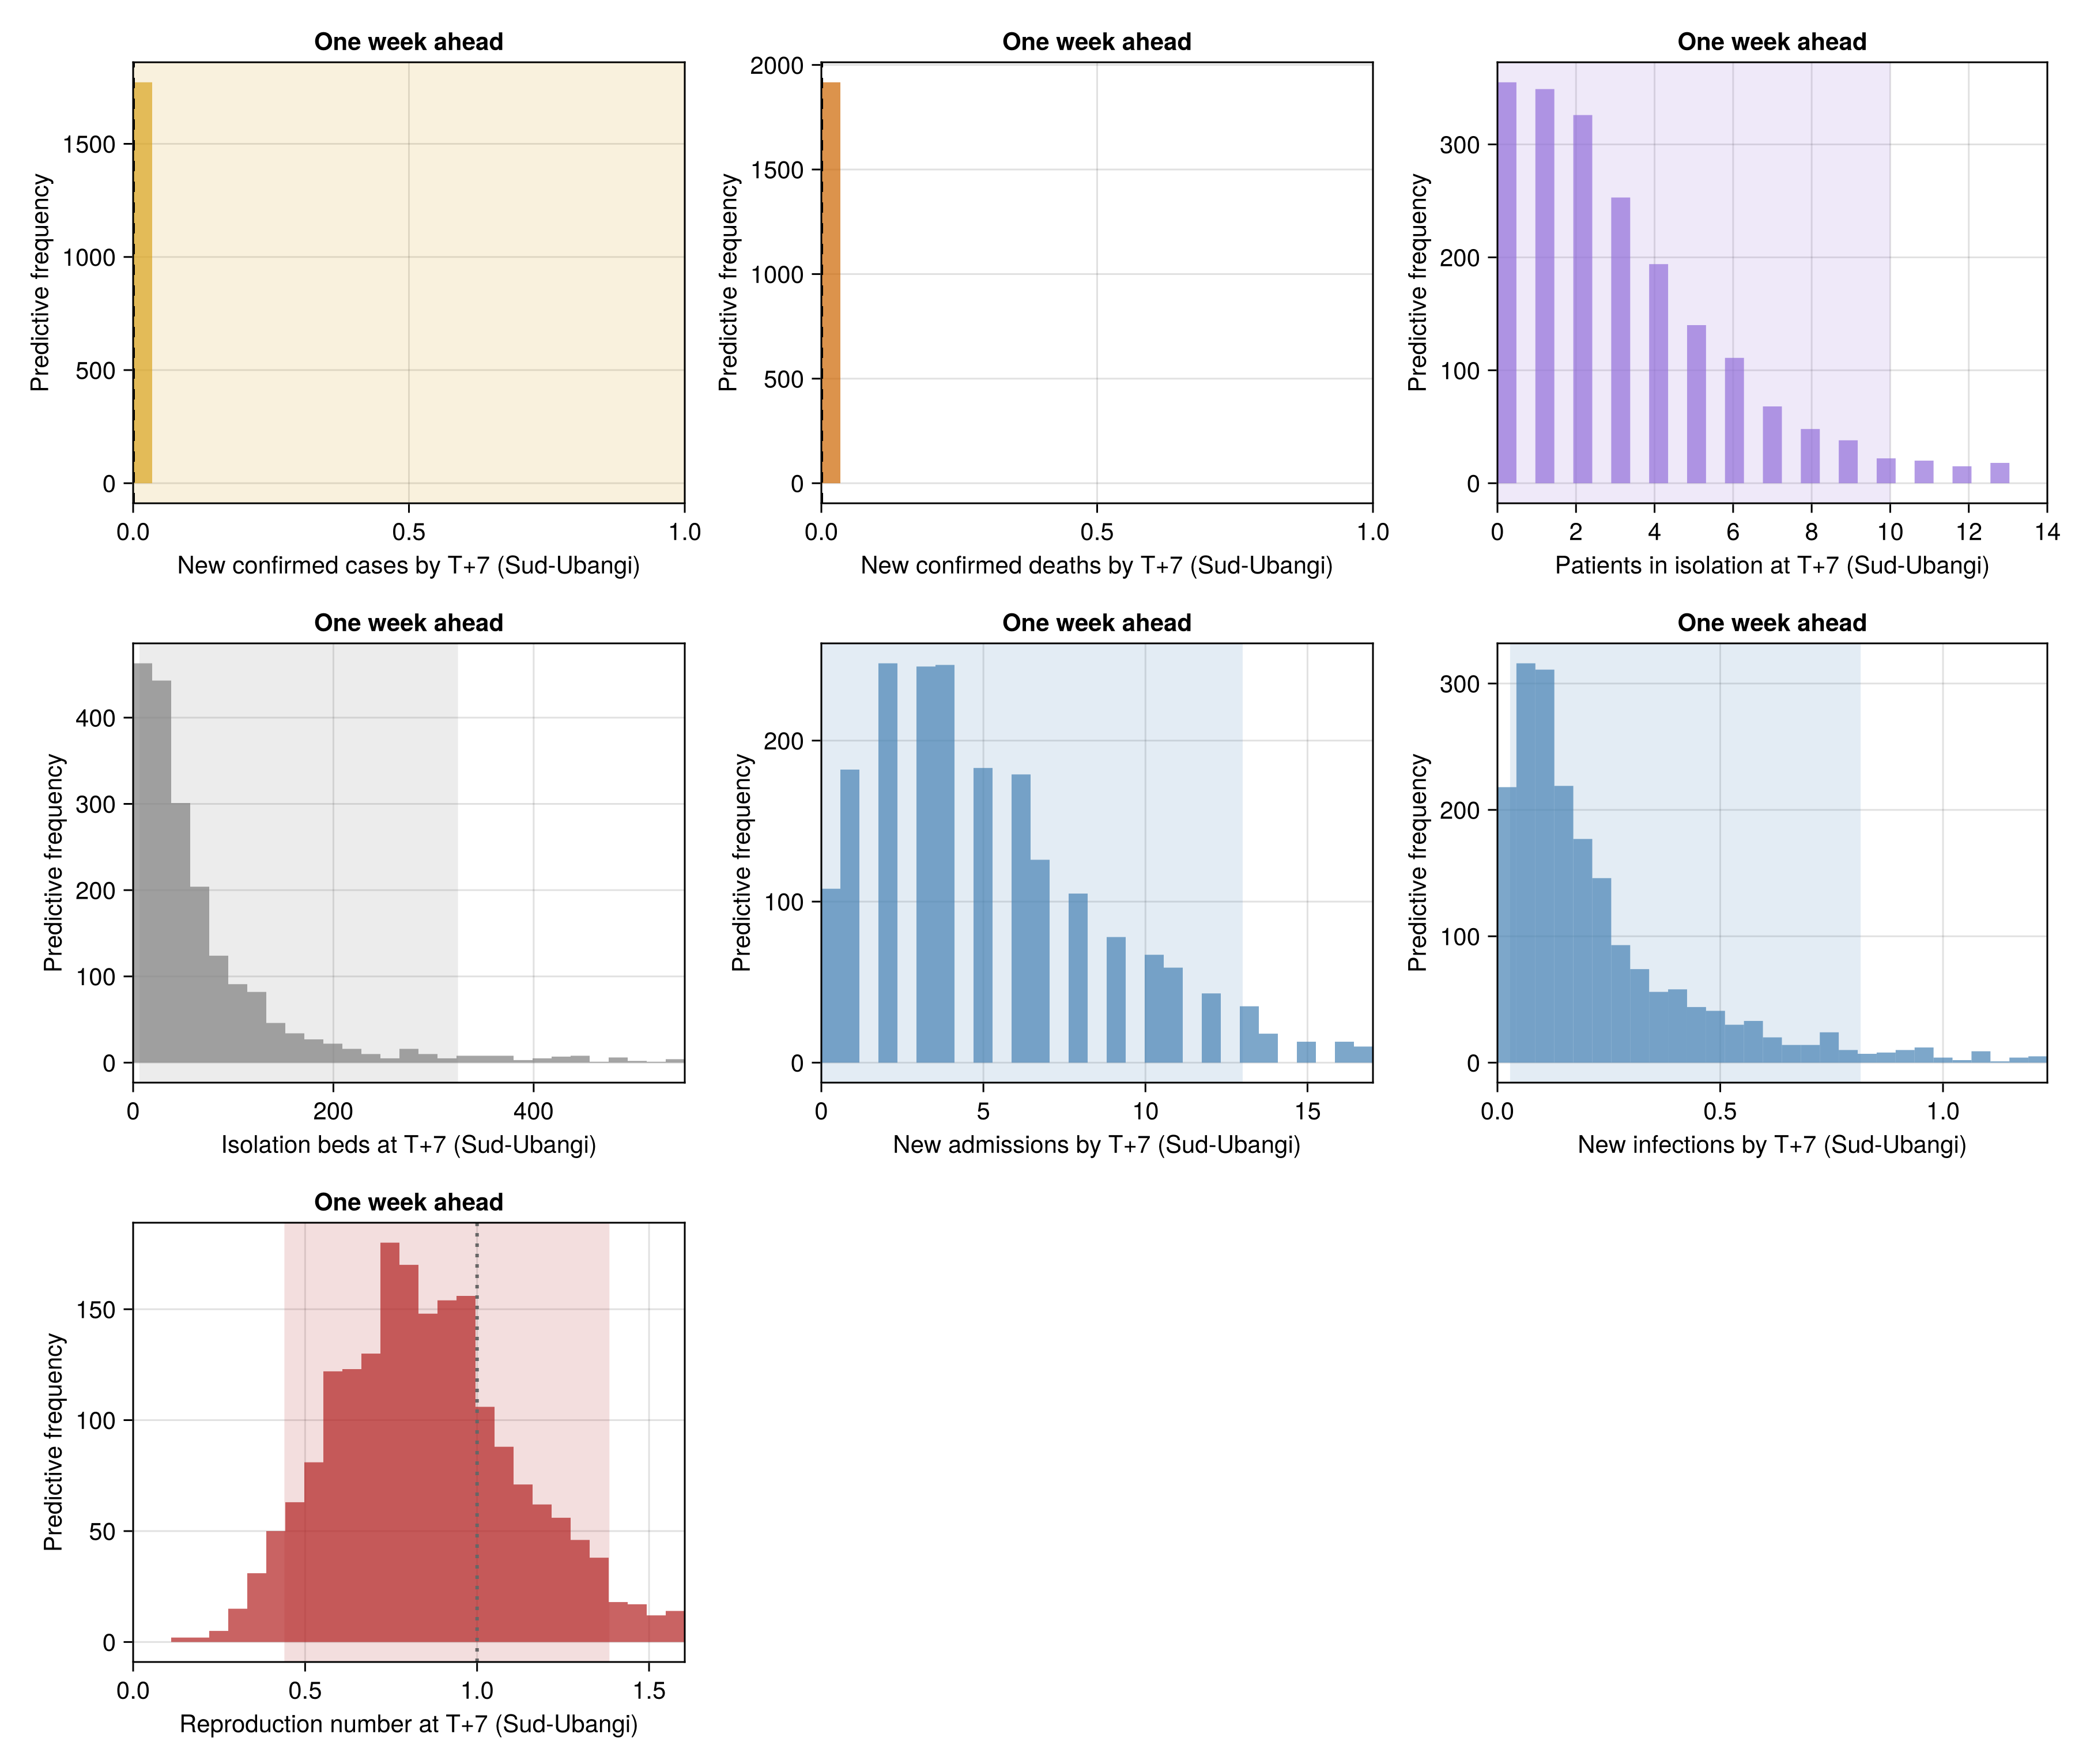 One week ahead
Predictive frequency
1500
1000
500
0
0.0
0.5
1.0
New confirmed cases by T+7 (Sud-Ubangi)
One week ahead
Predictive frequency
2000
1500
1000
500
0
0.0
0.5
1.0
New confirmed deaths by T+7 (Sud-Ubangi)
One week ahead
Predictive frequency
300
200
100
0
0
2
4
6
8
10
12
14
Patients in isolation at T+7 (Sud-Ubangi)
One week ahead
Predictive frequency
400
300
200
100
0
0
200
400
Isolation beds at T+7 (Sud-Ubangi)
One week ahead
Predictive frequency
200
100
0
0
5
10
15
New admissions by T+7 (Sud-Ubangi)
One week ahead
Predictive frequency
300
200
100
0
0.0
0.5
1.0
New infections by T+7 (Sud-Ubangi)
One week ahead
Predictive frequency
150
100
50
0
0.0
0.5
1.0
1.5
Reproduction number at T+7 (Sud-Ubangi)